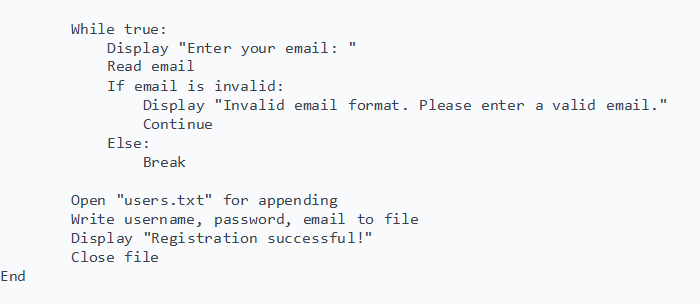 While true:
Display "Enter your email: "
Read email
If email is invalid:
Display "Invalid email format. Please enter a valid email."
Continue
Else:
Break
Open "users.txt" for appending
Write username, password, email to file
Display "Registration successful!"
Close file
End